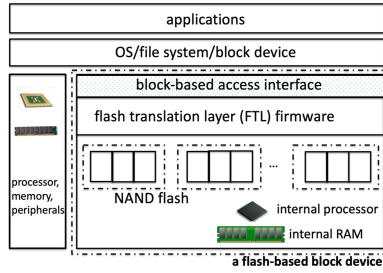 applications
OS/file system/block device
block-based access interface
flash translation layer (FTL) firmware
...
NAND flash
processor,
memory,
peripherals
internal processor
internal RAM
a flash-based block device